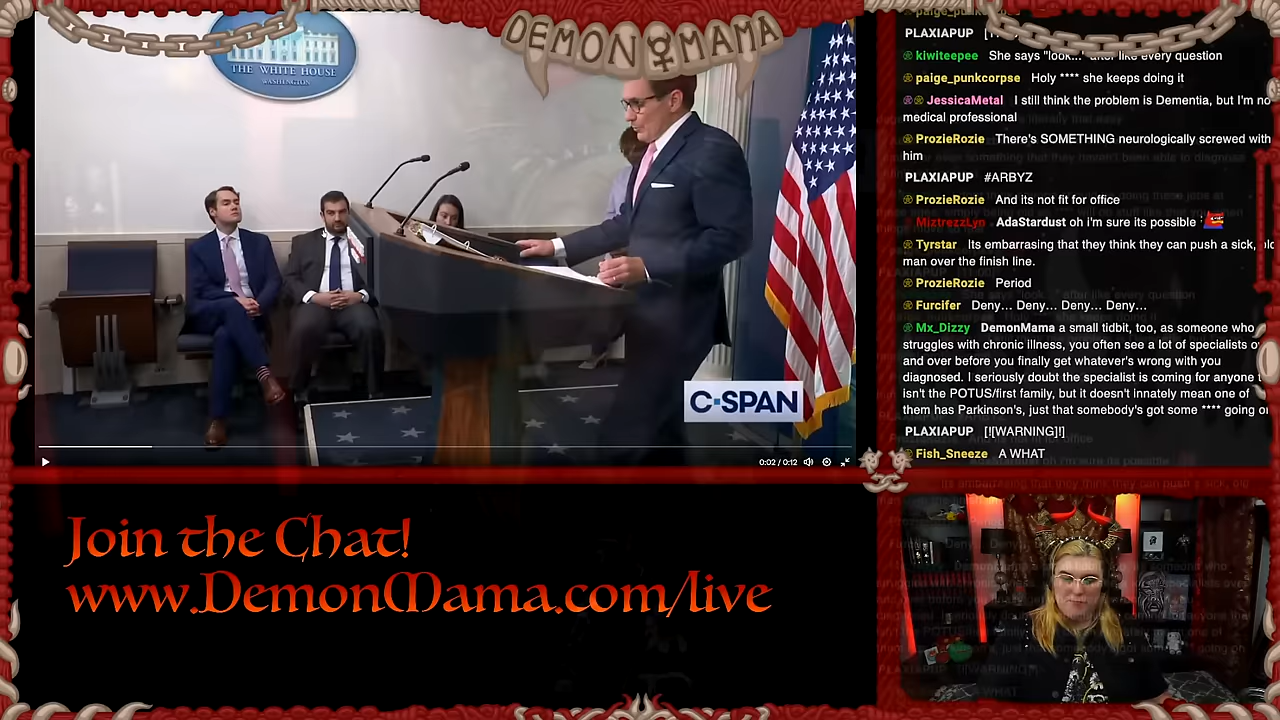 DEMON MAMA
THE WHITE HOUSE
WASHINGTON
C-SPAN
0:02 / 0:12
Join the Chat!
www.DemonMama.com/live
PLAXIAPUP
kiwiteepee She says "look..." after like every question
paige_punkcorpse Holy **** she keeps doing it
JessicaMetal I still think the problem is Dementia, but I'm no
medical professional
ProzieRozie There's SOMETHING neurologically screwed with
him
PLAXIAPUP #ARBYZ
ProzieRozie And its not fit for office
MiztrezzLyn AdaStardust oh i'm sure its possible
Tyrstar Its embarrasing that they think they can push a sick,
man over the finish line.
ProzieRozie Period
Furcifer Deny... Deny... Deny... Deny...
Mx_Dizzy DemonMama a small tidbit, too, as someone who
struggles with chronic illness, you often see a lot of specialists
and over before you finally get whatever's wrong with you
diagnosed. I seriously doubt the specialist is coming for anyone
isn't the POTUS/first family, but it doesn't innately mean one of
them has Parkinson's, just that somebody's got some **** going
PLAXIAPUP [![WARNING]!]
Fish_Sneeze A WHAT